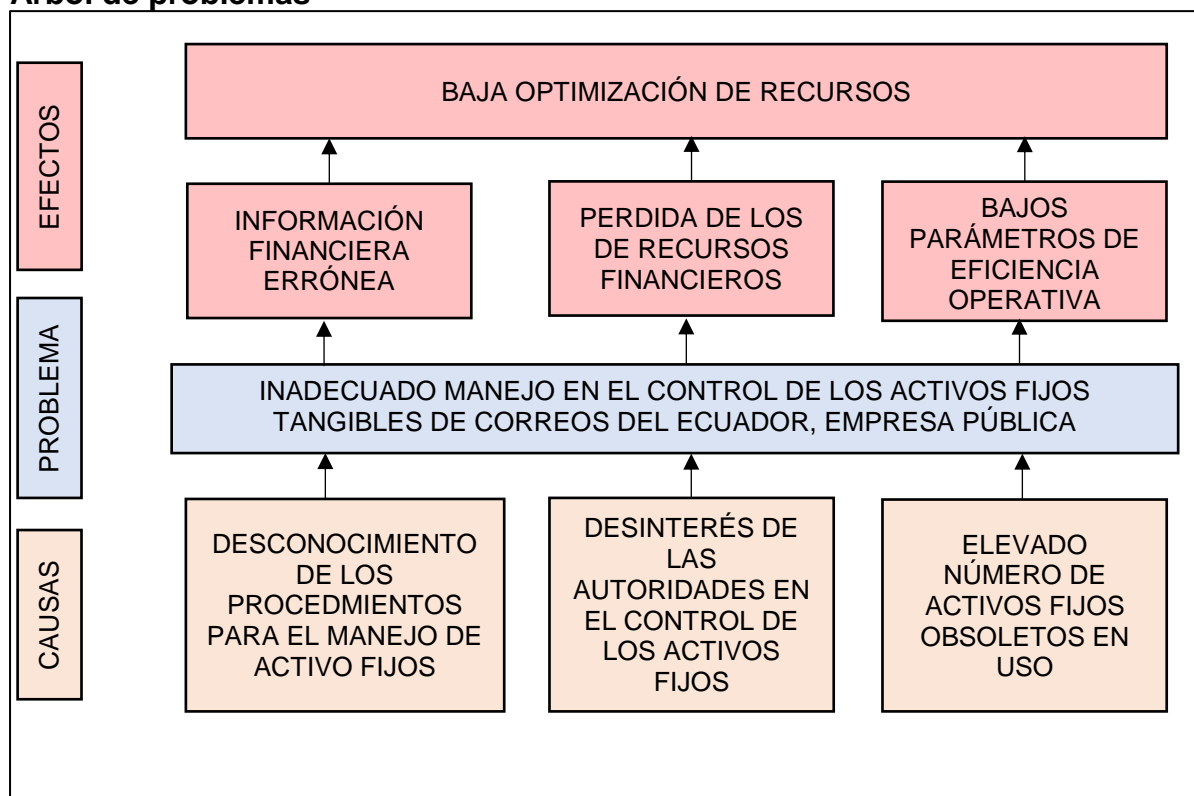 Árbol de problemas
EFECTOS
BAJA OPTIMIZACIÓN DE RECURSOS
INFORMACIÓN
FINANCIERA
ERRÓNEA
PERDIDA DE LOS
DE RECURSOS
FINANCIEROS
BAJOS
PARÁMETROS DE
EFICIENCIA
OPERATIVA
PROBLEMA
INADECUADO MANEJO EN EL CONTROL DE LOS ACTIVOS FIJOS
TANGIBLES DE CORREOS DEL ECUADOR, EMPRESA PÚBLICA
CAUSAS
DESCONOCIMIENTO
DE LOS
PROCEDMIENTOS
PARA EL MANEJO DE
ACTIVO FIJOS
DESINTERÉS DE
LAS
AUTORIDADES EN
EL CONTROL DE
LOS ACTIVOS
FIJOS
ELEVADO
NÚMERO DE
ACTIVOS FIJOS
OBSOLETOS EN
USO